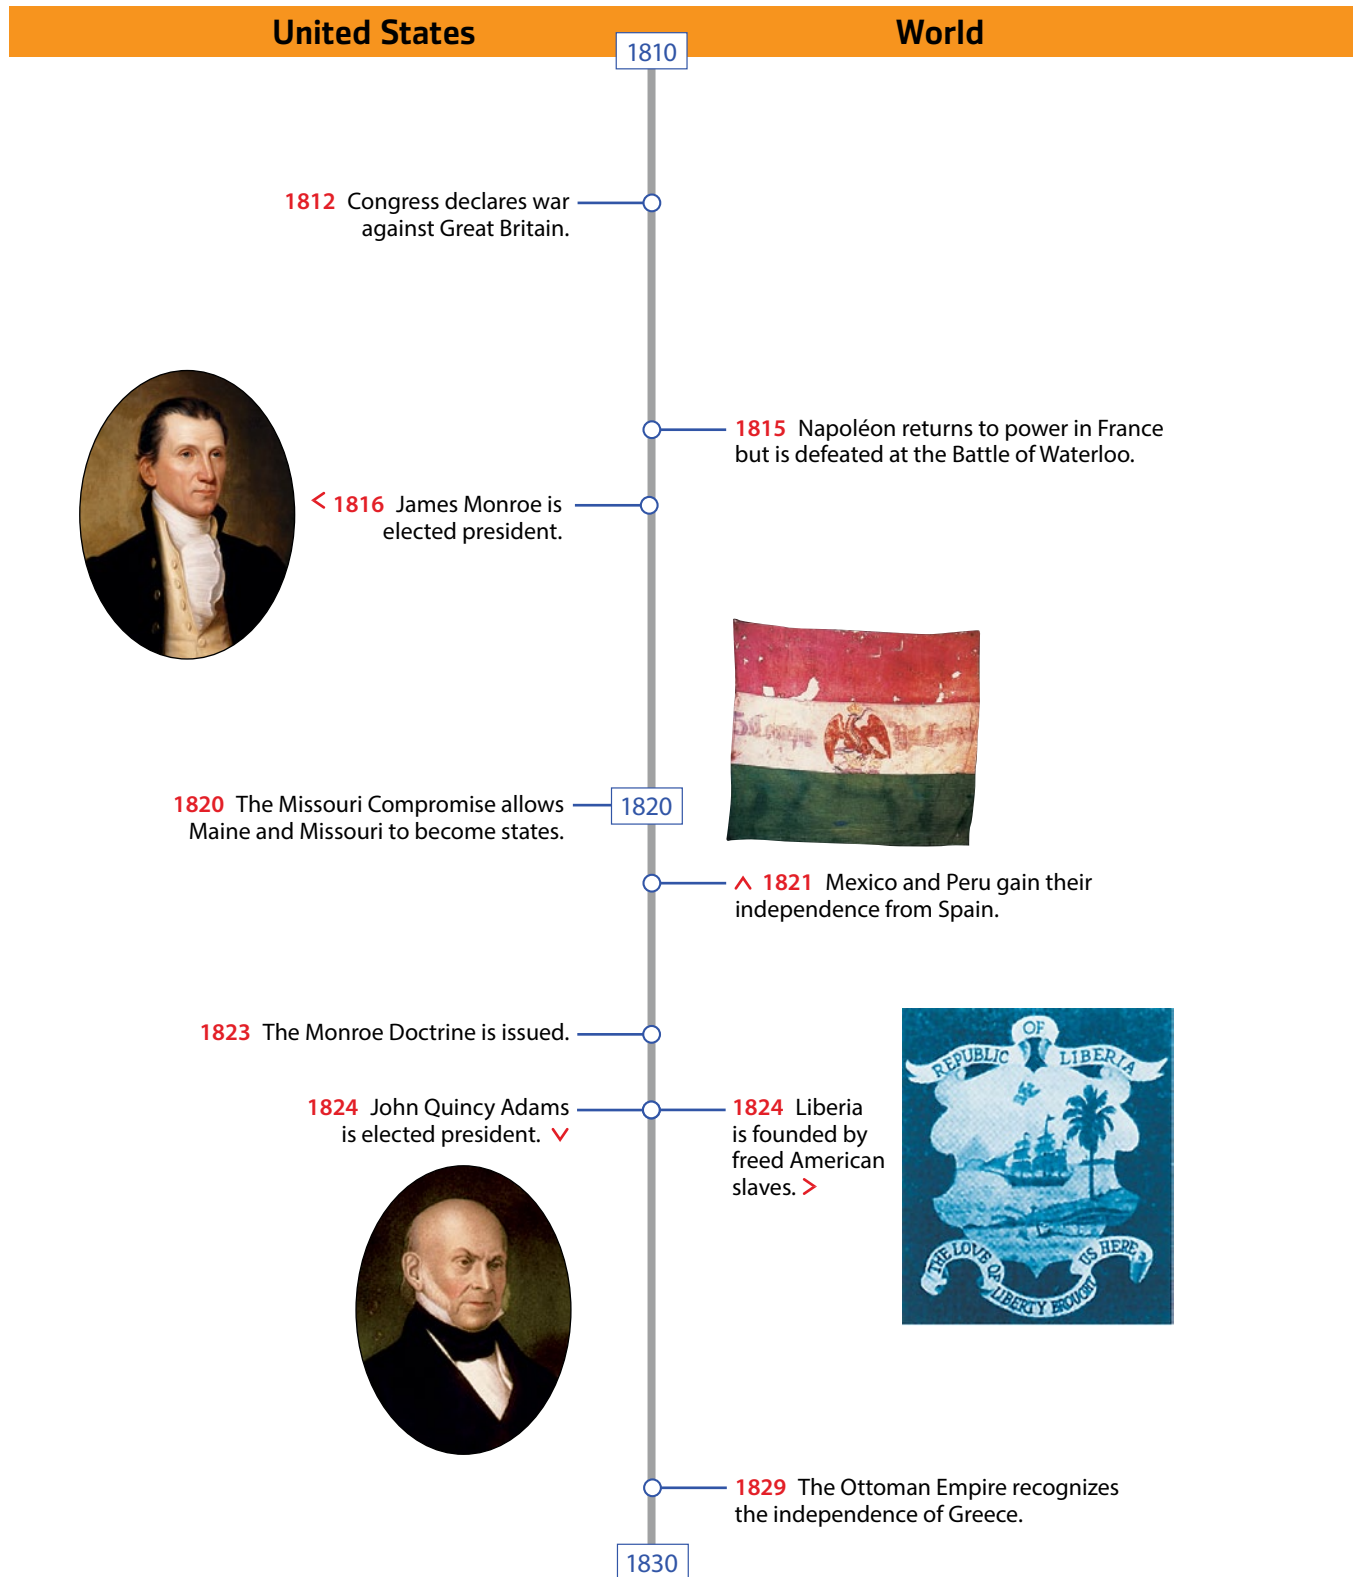 United States
World
1810
1812 Congress declares war
against Great Britain.
1815 Napoléon returns to power in France
but is defeated at the Battle of Waterloo.
< 1816 James Monroe is
elected president.
1820 The Missouri Compromise allows
Maine and Missouri to become states.
1820
1821 Mexico and Peru gain their
independence from Spain.
1823 The Monroe Doctrine is issued.
1824 John Quincy Adams
is elected president.
1824 Liberia
is founded by
freed American
slaves. >
REPUBLIC OF LIBERIA
THE LOVE OF LIBERTY BROUGHT US HERE
1829 The Ottoman Empire recognizes
the independence of Greece.
1830